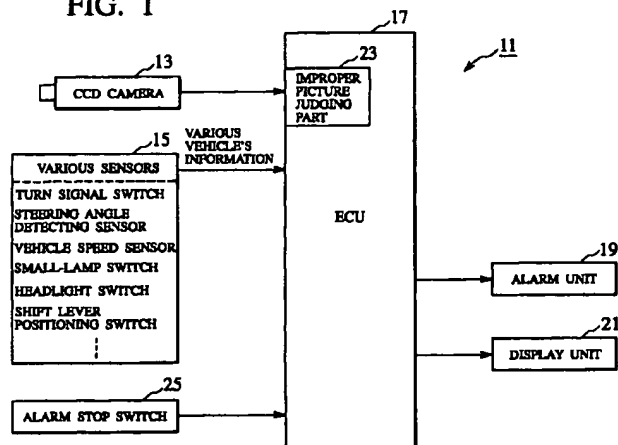 FIG. 1
17
11
13
CCD CAMERA
23
IMPROPER
PICTURE
JUDGING
PART
15
VARIOUS
VEHICLE'S
INFORMATION
VARIOUS SENSORS
TURN SIGNAL SWITCH
STEERING ANGLE
DETECTING SENSOR
VEHICLE SPEED SENSOR
SMALL-LAMP SWITCH
HEADLIGHT SWITCH
SHIFT LEVER
POSITIONING SWITCH
ECU
19
ALARM UNIT
21
DISPLAY UNIT
25
ALARM STOP SWITCH